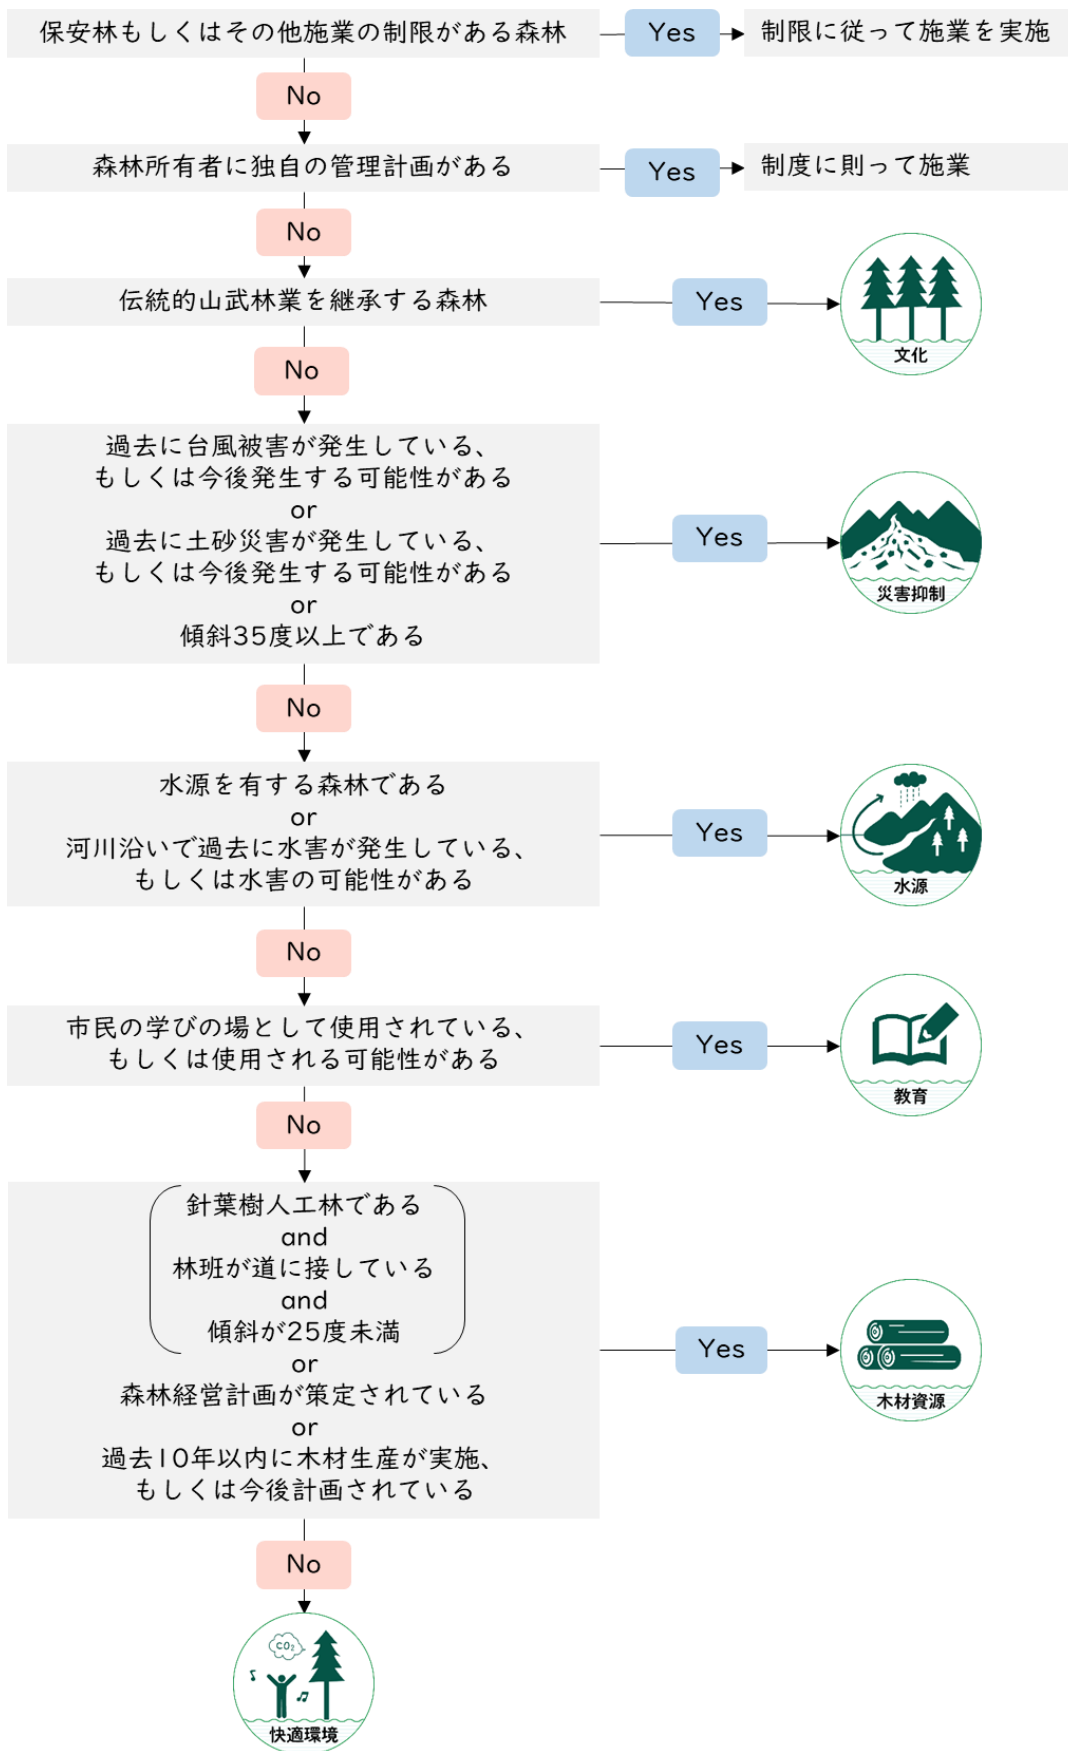 保安林もしくはその他施業の制限がある森林
Yes
制限に従って施業を実施
No
森林所有者に独自の管理計画がある
Yes
制度に則って施業
No
伝統的山武林業を継承する森林
Yes
文化
No
過去に台風被害が発生している、
もしくは今後発生する可能性がある
or
過去に土砂災害が発生している、
もしくは今後発生する可能性がある
or
傾斜35度以上である
Yes
災害抑制
No
水源を有する森林である
or
河川沿いで過去に水害が発生している、
もしくは水害の可能性がある
Yes
水源
No
市民の学びの場として使用されている、
もしくは使用される可能性がある
Yes
教育
No
針葉樹人工林である
and
林班が道に接している
and
傾斜が25度未満
or
森林経営計画が策定されている
or
過去10年以内に木材生産が実施、
もしくは今後計画されている
Yes
木材資源
No
CO₂
快適環境